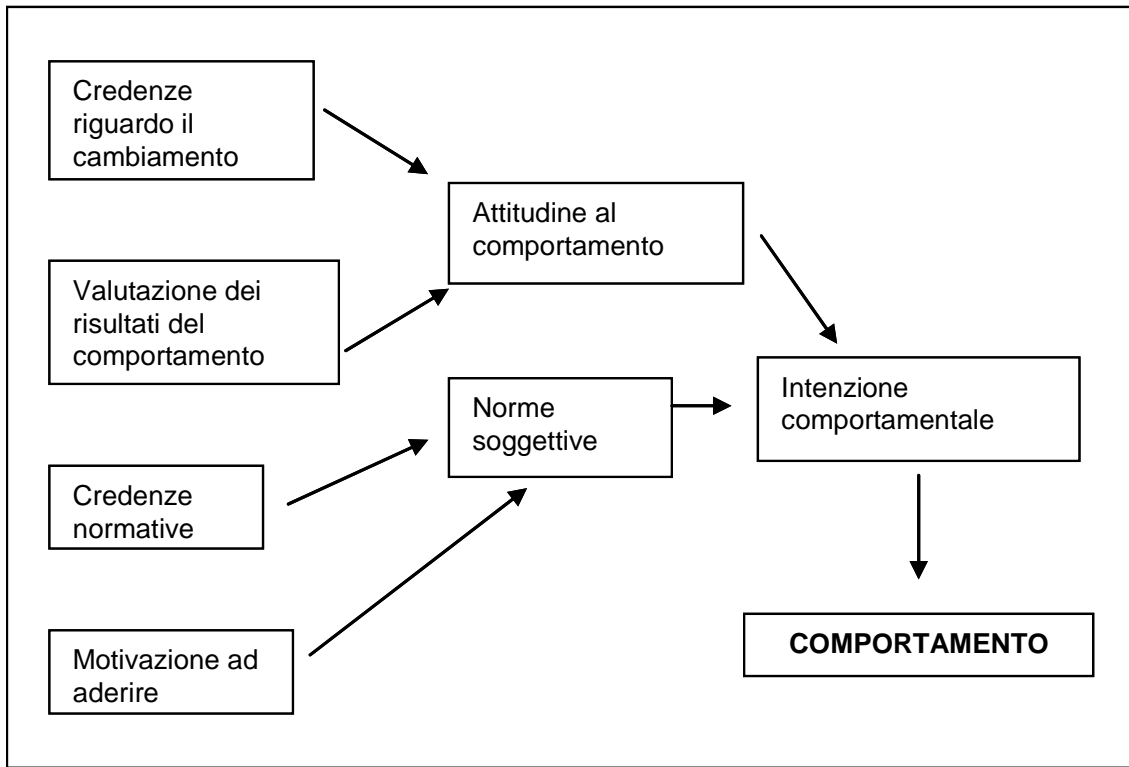 Credenze
riguardo il
cambiamento
Valutazione dei
risultati del
comportamento
Credenze
normative
Motivazione ad
aderire
Attitudine al
comportamento
Norme
soggettive
Intenzione
comportamentale
COMPORTAMENTO